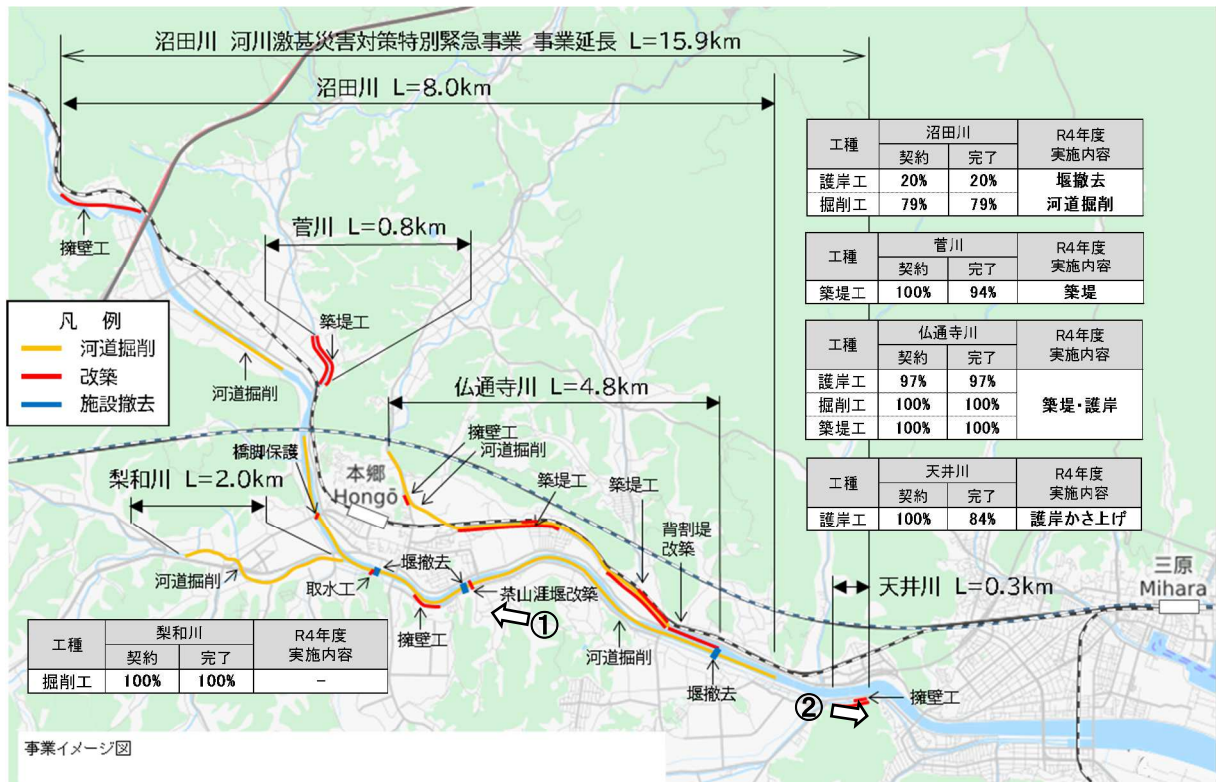 沼田川 河川激甚災害対策特別緊急事業 事業延長 L=15.9km
沼田川 L=8.0km
工種 沼田川 R4年度実施内容
契約 完了
護岸工 20% 20% 堰撤去
掘削工 79% 79% 河道掘削
擁壁工
菅川 L=0.8km
工種 菅川 R4年度実施内容
契約 完了
築堤工 100% 94% 築堤
凡 例
河道掘削
改築
施設撤去
築堤工
河道掘削
工種 仏通寺川 R4年度実施内容
契約 完了
護岸工 97% 97%
掘削工 100% 100% 築堤・護岸
築堤工 100% 100%
仏通寺川 L=4.8km
擁壁工
河道掘削
橋脚保護
梨和川 L=2.0km
本郷
Hongō
築堤工
築堤工
工種 天井川 R4年度実施内容
契約 完了
護岸工 100% 84% 護岸かさ上げ
背割堤
改築
三原
Mihara
天井川 L=0.3km
河道掘削
取水工
堰撤去
茶山涯堰改築
①
擁壁工
河道掘削
堰撤去
工種 梨和川 R4年度実施内容
契約 完了
掘削工 100% 100% －
②
擁壁工
事業イメージ図